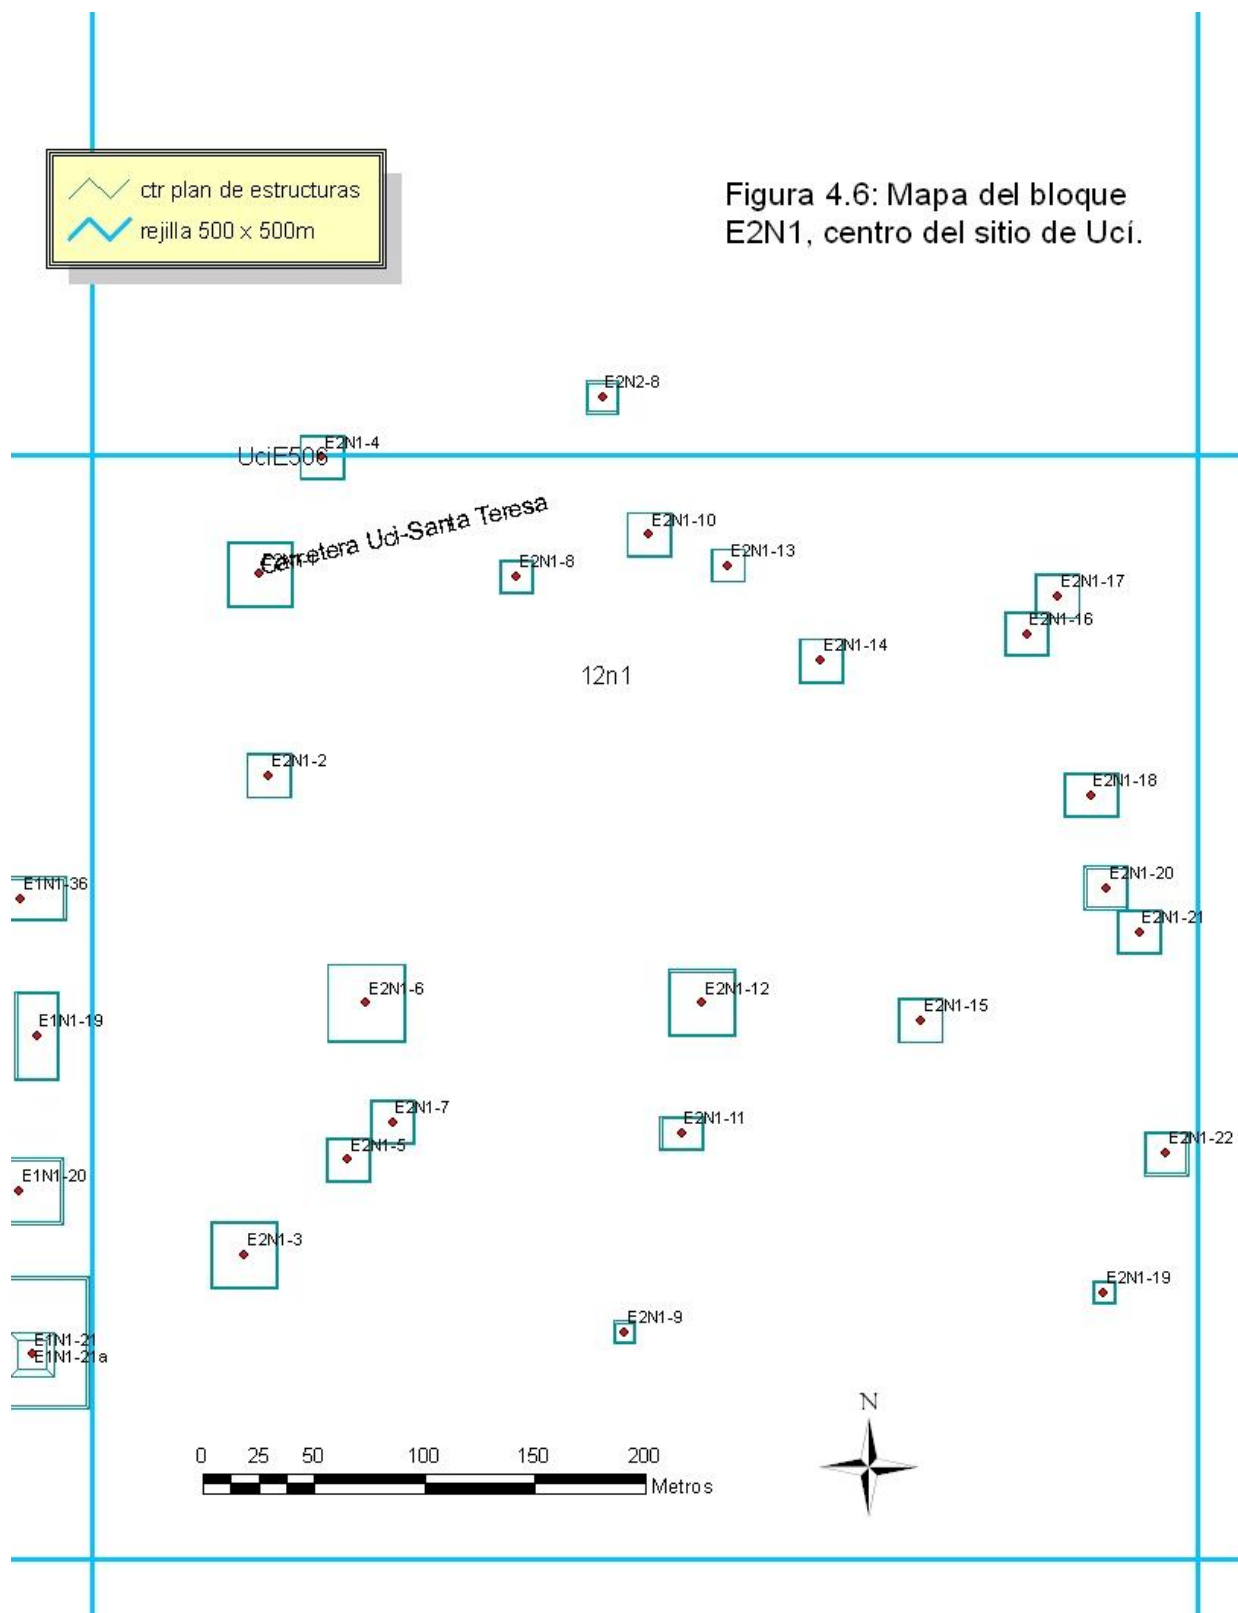 ctr plan de estructuras
rejilla 500 x 500m
Figura 4.6: Mapa del bloque
E2N1, centro del sitio de Ucí.
E2N2-8
E2N1-4
UciE506
Carretera Uci-Santa Teresa
E2N1-10
E2N1-13
E2N1-8
E2N1-17
E2N1-16
E2N1-14
12n1
E2N1-2
E2N1-18
E1N1-36
E2N1-20
E2N1-21
E2N1-6
E2N1-12
E2N1-15
E1N1-19
E2N1-7
E2N1-11
E2N1-5
E2N1-22
E1N1-20
E2N1-3
E2N1-19
E2N1-9
E1N1-21
E1N1-21a
N
0 25 50 100 150 200
Metros